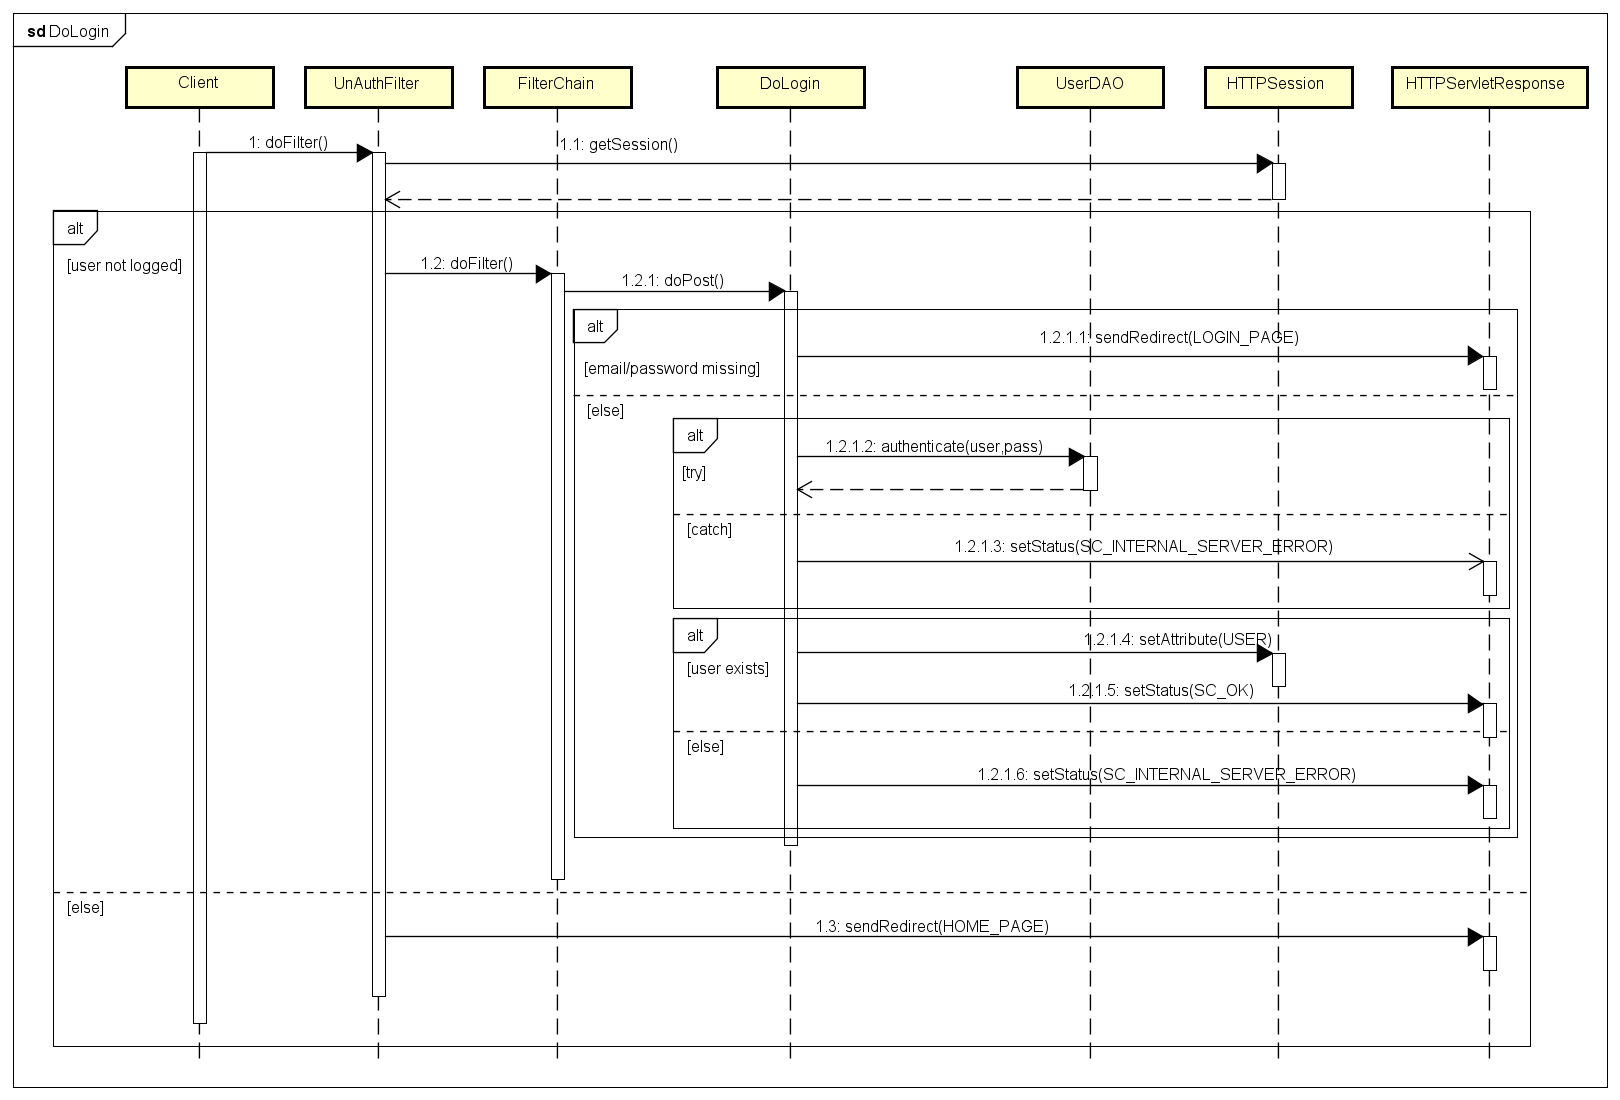 sd DoLogin
Client
UnAuthFilter
FilterChain
DoLogin
UserDAO
HTTPSession
HTTPServletResponse
1: doFilter()
1.1: getSession()
alt
[user not logged]
1.2: doFilter()
1.2.1: doPost()
alt
1.2.1.1: sendRedirect(LOGIN_PAGE)
[email/password missing]
[else]
alt
1.2.1.2: authenticate(user,pass)
[try]
[catch]
1.2.1.3: setStatus(SC_INTERNAL_SERVER_ERROR)
alt
1.2.1.4: setAttribute(USER)
[user exists]
1.2.1.5: setStatus(SC_OK)
[else]
1.2.1.6: setStatus(SC_INTERNAL_SERVER_ERROR)
[else]
1.3: sendRedirect(HOME_PAGE)